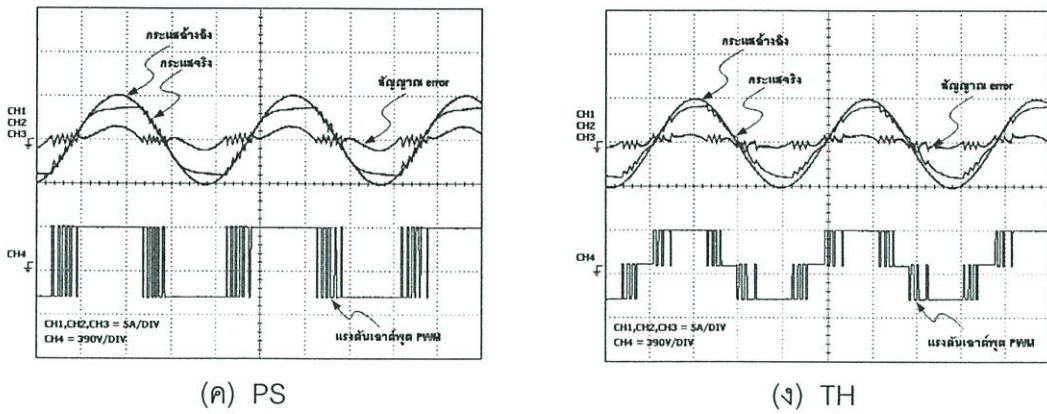 กระแสอ้างอิง
กระแสจริง
สัญญาณ error
CH1
CH2
CH3
CH4
CH1,CH2,CH3 = 5A/DIV
CH4 = 390V/DIV
แรงดันเอาต์พุต PWM
(ค) PS
กระแสอ้างอิง
กระแสจริง
สัญญาณ error
CH1
CH2
CH3
CH4
CH1,CH2,CH3 = 5A/DIV
CH4 = 390V/DIV
แรงดันเอาต์พุต PWM
(ง) TH